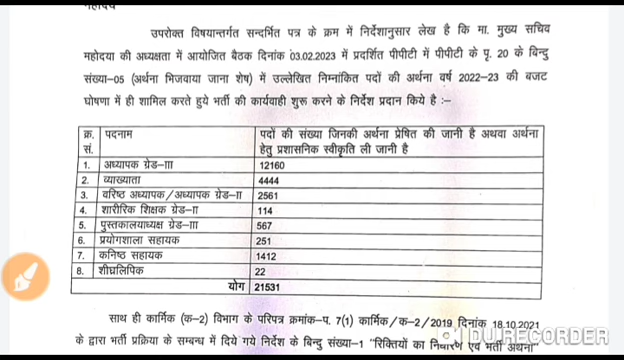 महोदय
उपरोक्त विषयान्तर्गत सन्दर्भित पत्र के क्रम में निर्देशानुसार लेख है कि मा. मुख्य सचिव
महोदया की अध्यक्षता में आयोजित बैठक दिनांक 03.02.2023 में प्रदर्शित पीपीटी में पीपीटी के पृ. 20 के बिन्दु
संख्या-05 (अर्थना भिजवाया जाना शेष) में उल्लेखित निम्नांकित पदों की अर्थना वर्ष 2022-23 की बजट
घोषणा में ही शामिल करते हुये भर्ती की कार्यवाही शुरू करने के निर्देश प्रदान किये है :–
क्र. सं. पदनाम पदों की संख्या जिनकी अर्थना प्रेषित की जानी है अथवा अर्थना
हेतु प्रशासनिक स्वीकृति ली जानी है
1. अध्यापक ग्रेड-III 12160
2. व्याख्याता 4444
3. वरिष्ठ अध्यापक/अध्यापक ग्रेड-II 2561
4. शारीरिक शिक्षक ग्रेड-II 114
5. पुस्तकालयाध्यक्ष ग्रेड-III 567
6. प्रयोगशाला सहायक 251
7. कनिष्ठ सहायक 1412
8. शीघ्रलिपिक 22
योग 21531
साथ ही कार्मिक (क-2) विभाग के परिपत्र क्रमांक-प. 7(1) कार्मिक/क-2/2019 दिनांक 18.10.2021
के द्वारा भर्ती प्रक्रिया के सम्बन्ध में दिये गये निर्देश के बिन्दु संख्या-1 "रिक्तियों का निर्धारण एवं भर्ती अर्थना"
DU RECORDER